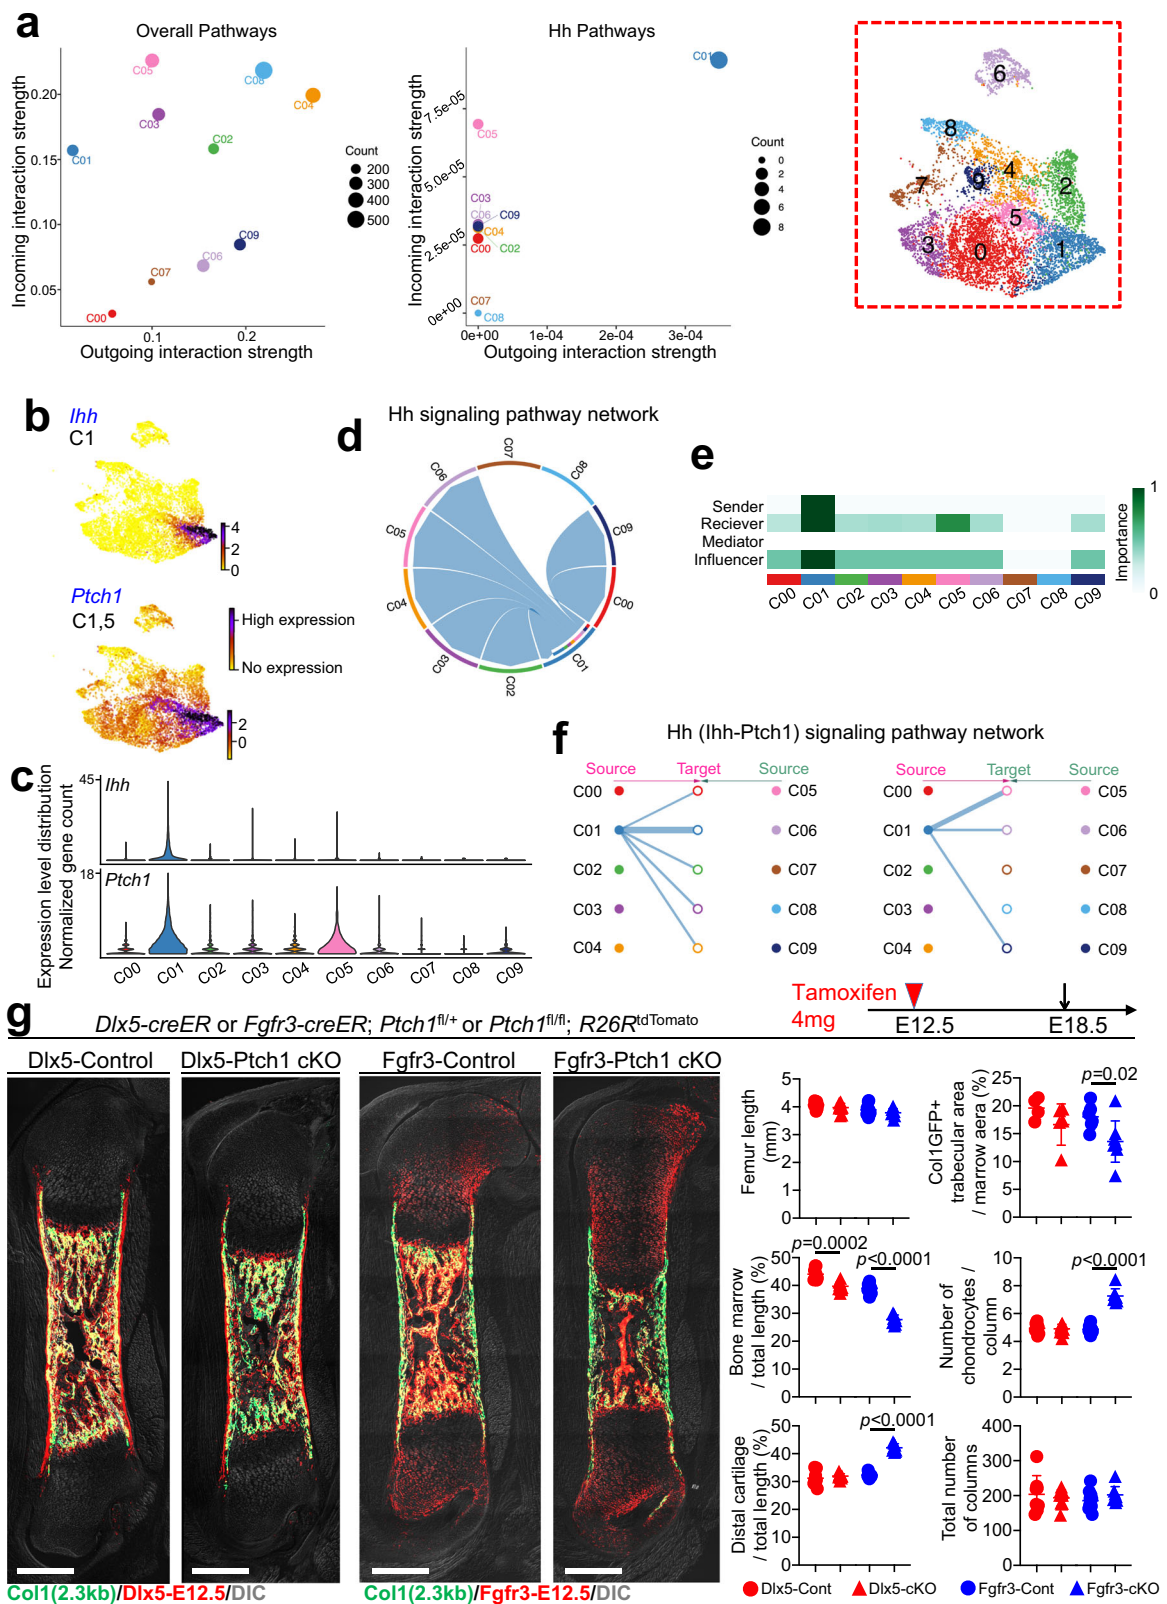 a
Overall Pathways
Hh Pathways
Incoming interaction strength
0.20
0.15
0.10
0.05
C05
C08
C04
C03
C01
C02
C09
C06
C07
C00
0.1
0.2
Outgoing interaction strength
Count
200
300
400
500
Incoming interaction strength
7.5e-05
5.0e-05
2.5e-05
0e+00
C01
C05
C03
C06
C09
C04
C00
C02
C07
C08
0e+00
1e-04
2e-04
3e-04
Outgoing interaction strength
Count
0
2
4
6
8
6
8
4
9
7
2
5
3
0
1
b
Ihh
C1
4
2
0
Ptch1
C1,5
High expression
No expression
2
0
d
Hh signaling pathway network
C07
C08
C09
C00
C01
C02
C03
C04
C05
C06
e
Sender
Reciever
Mediator
Influencer
C00
C01
C02
C03
C04
C05
C06
C07
C08
C09
Importance
1
0
c
Expression level distribution
Normalized gene count
45
Ihh
18
Ptch1
C00
C01
C02
C03
C04
C05
C06
C07
C08
C09
f
Hh (Ihh-Ptch1) signaling pathway network
Source
Target
Source
Source
Target
Source
C00
C05
C00
C05
C01
C06
C01
C06
C02
C07
C02
C07
C03
C08
C03
C08
C04
C09
C04
C09
g
Dlx5-creER or Fgfr3-creER; Ptch1fl/+ or Ptch1fl/fl; R26RtdTomato
Tamoxifen
4mg
E12.5
E18.5
Dlx5-Control
Dlx5-Ptch1 cKO
Fgfr3-Control
Fgfr3-Ptch1 cKO
Col1(2.3kb)/Dlx5-E12.5/DIC
Col1(2.3kb)/Fgfr3-E12.5/DIC
Femur length
(mm)
5
4
3
2
1
0
Col1GFP+
trabecular area
/ marrow aera (%)
25
20
15
10
5
0
p=0.02
Bone marrow
/ total length (%)
50
40
30
20
10
0
p=0.0002
p<0.0001
Number of
chondrocytes /
column
10
8
6
4
2
0
p<0.0001
Distal cartilage
/ total length (%)
50
40
30
20
10
0
p<0.0001
Total number
of columns
400
300
200
100
0
Dlx5-Cont
Dlx5-cKO
Fgfr3-Cont
Fgfr3-cKO